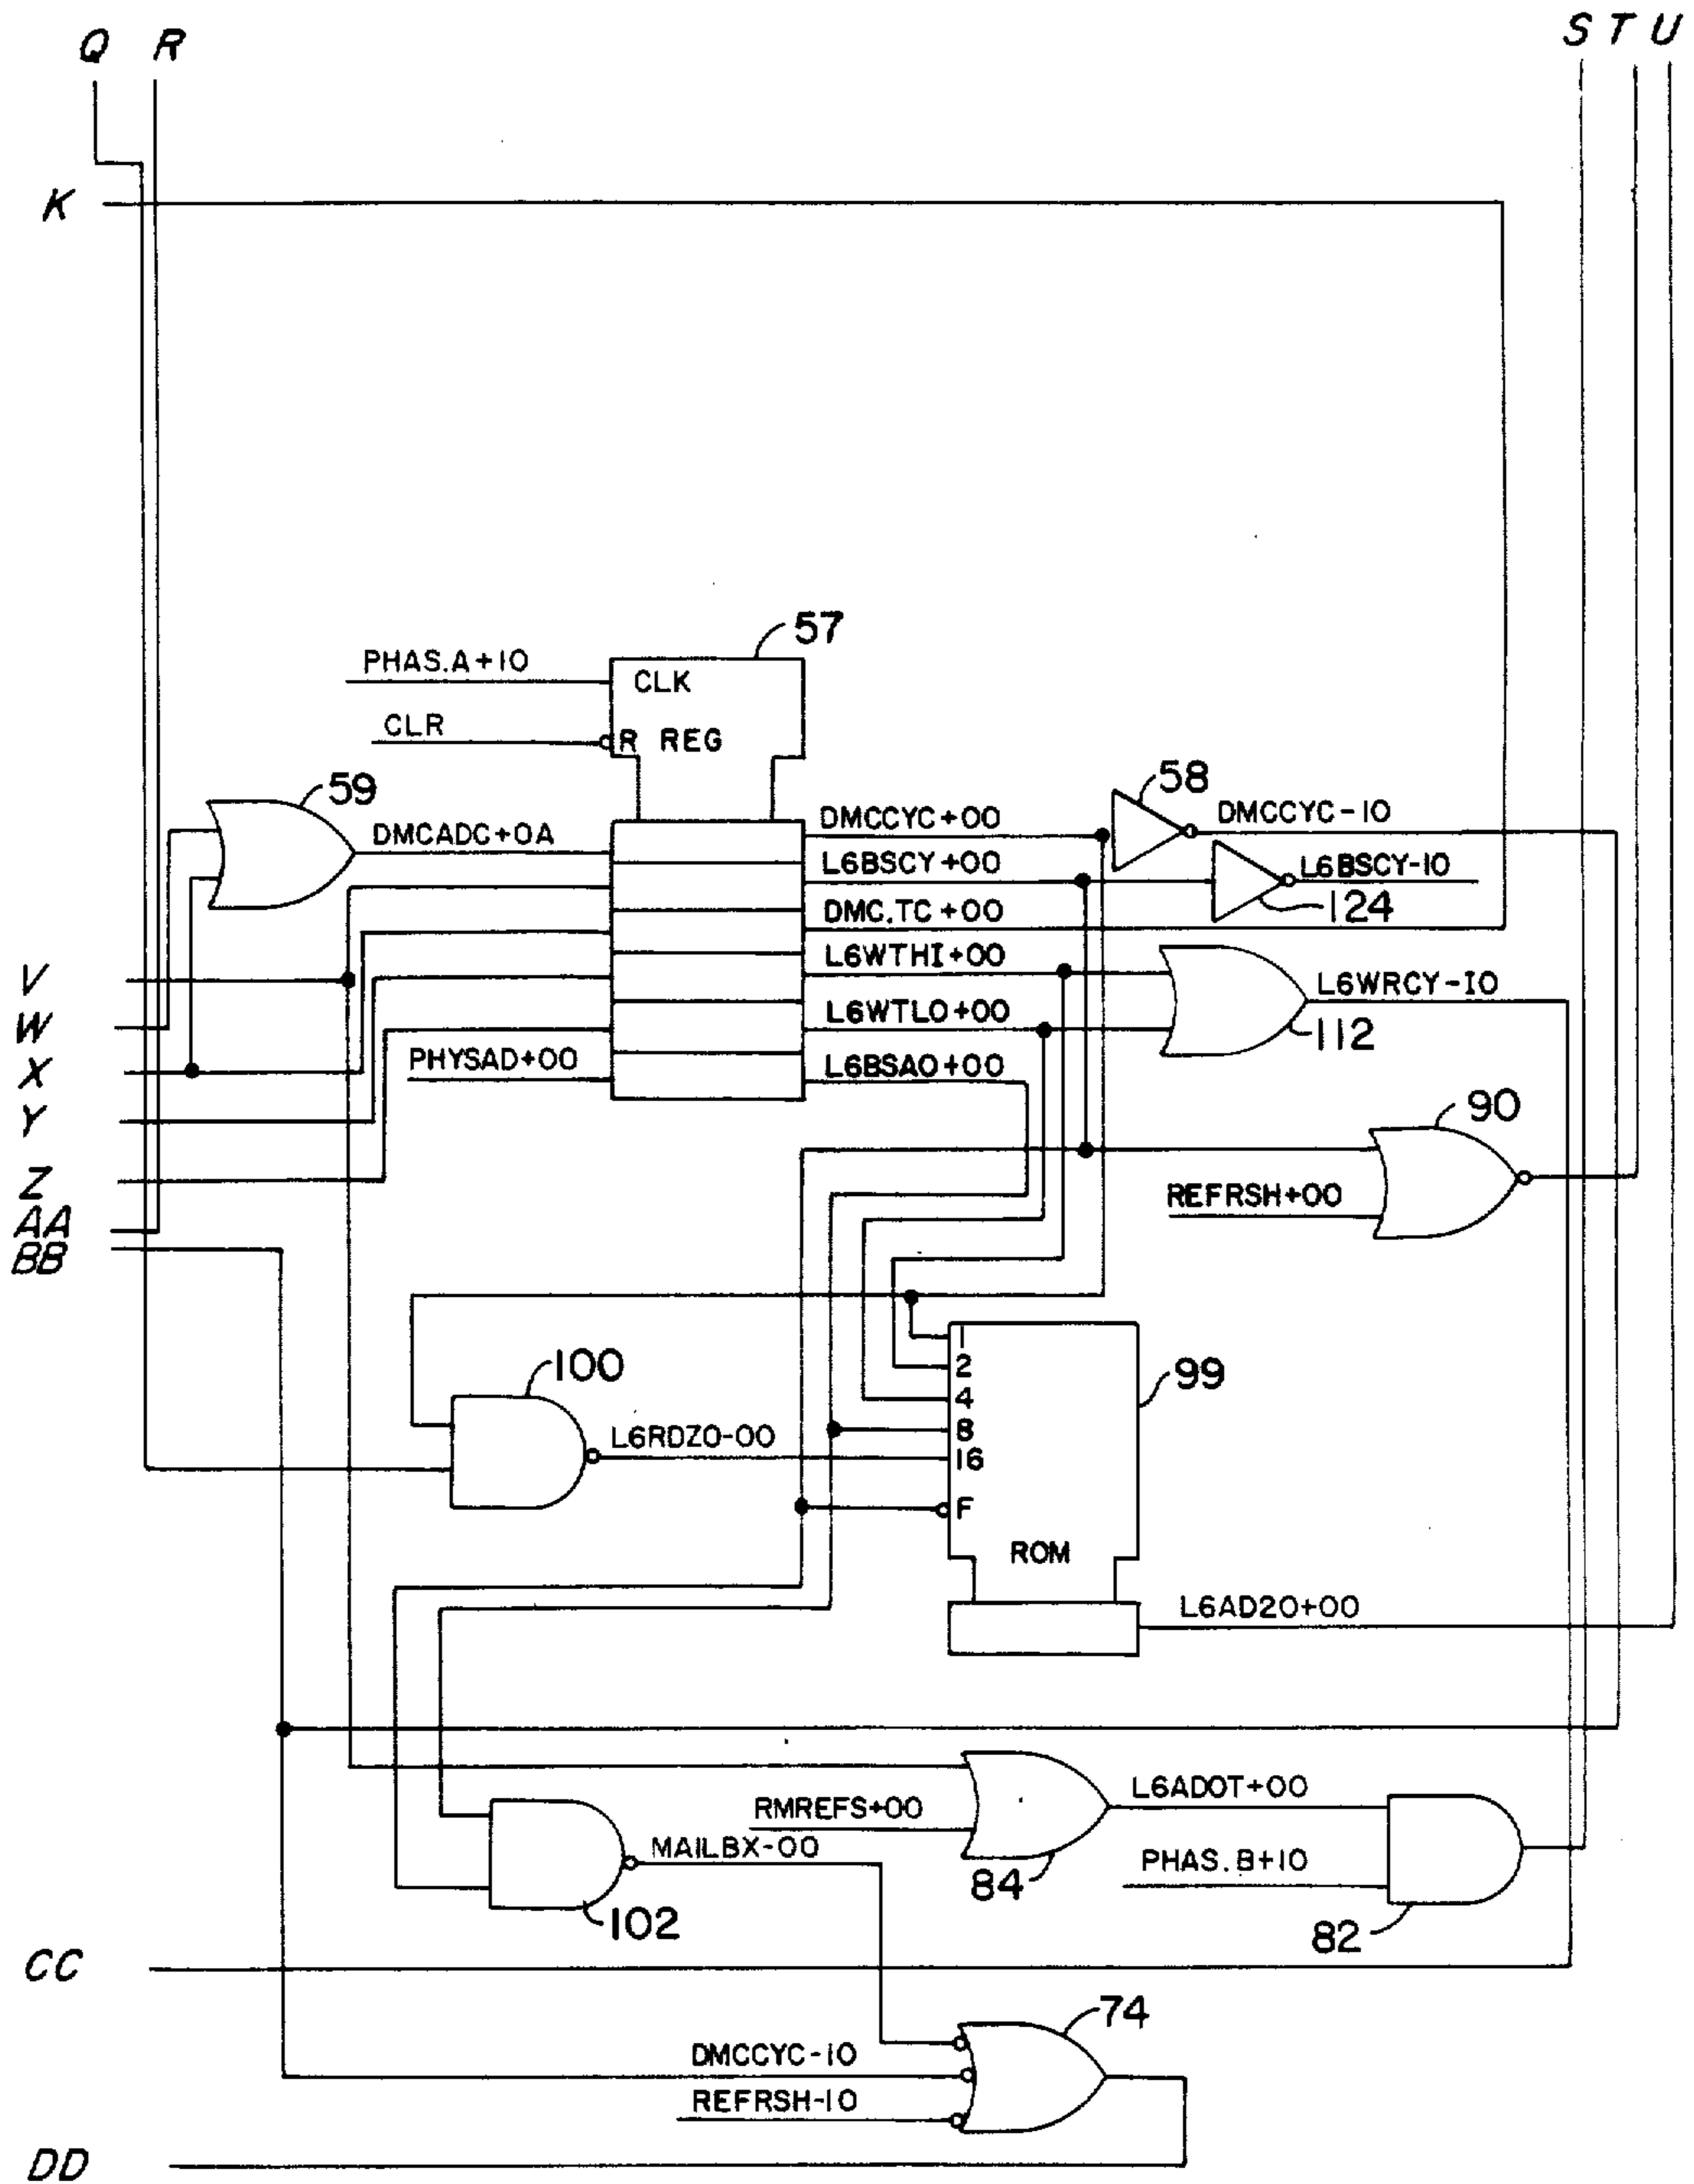 Q R S T U
K
57
PHAS.A+10
CLK
CLR
R REG
59
58
DMCADC+0A
DMCCYC+00
DMCCYC-10
L6BSCY+00
L6BSCY-10
124
DMC.TC+00
V
L6WTHI+00
L6WRCY-10
W
L6WTLO+00
112
X
PHYSAD+00
L6BSA0+00
Y
90
Z
REFRSH+00
AA
BB
1
100
2
99
4
8
L6RDZ0-00
16
F
ROM
L6AD20+00
L6ADOT+00
RMREFS+00
MAILBX-00
PHAS.B+10
84
102
82
CC
74
DMCCYC-10
REFRSH-10
DD